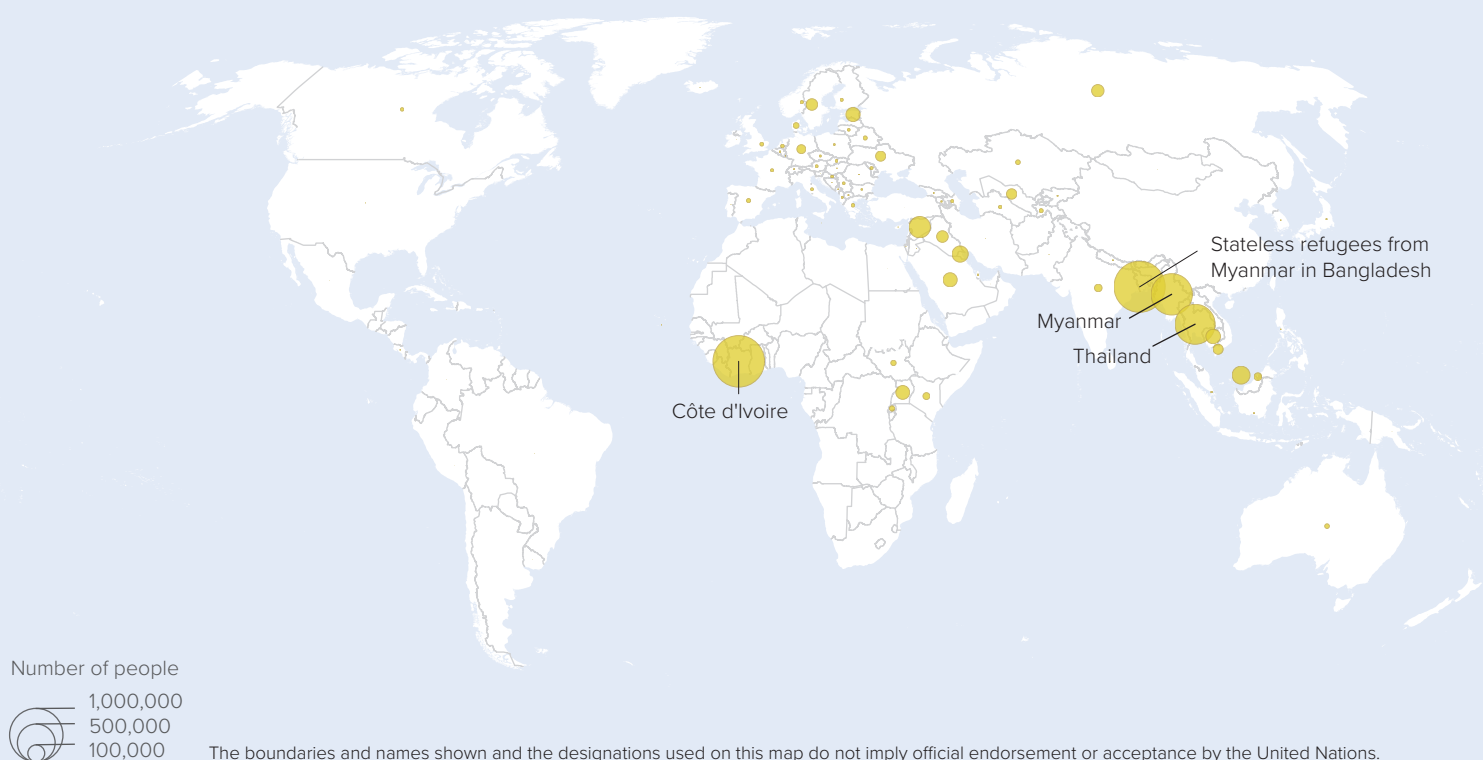 Stateless refugees from
Myanmar in Bangladesh
Myanmar
Thailand
Côte d'Ivoire
Number of people
1,000,000
500,000
100,000
The boundaries and names shown and the designations used on this map do not imply official endorsement or acceptance by the United Nations.